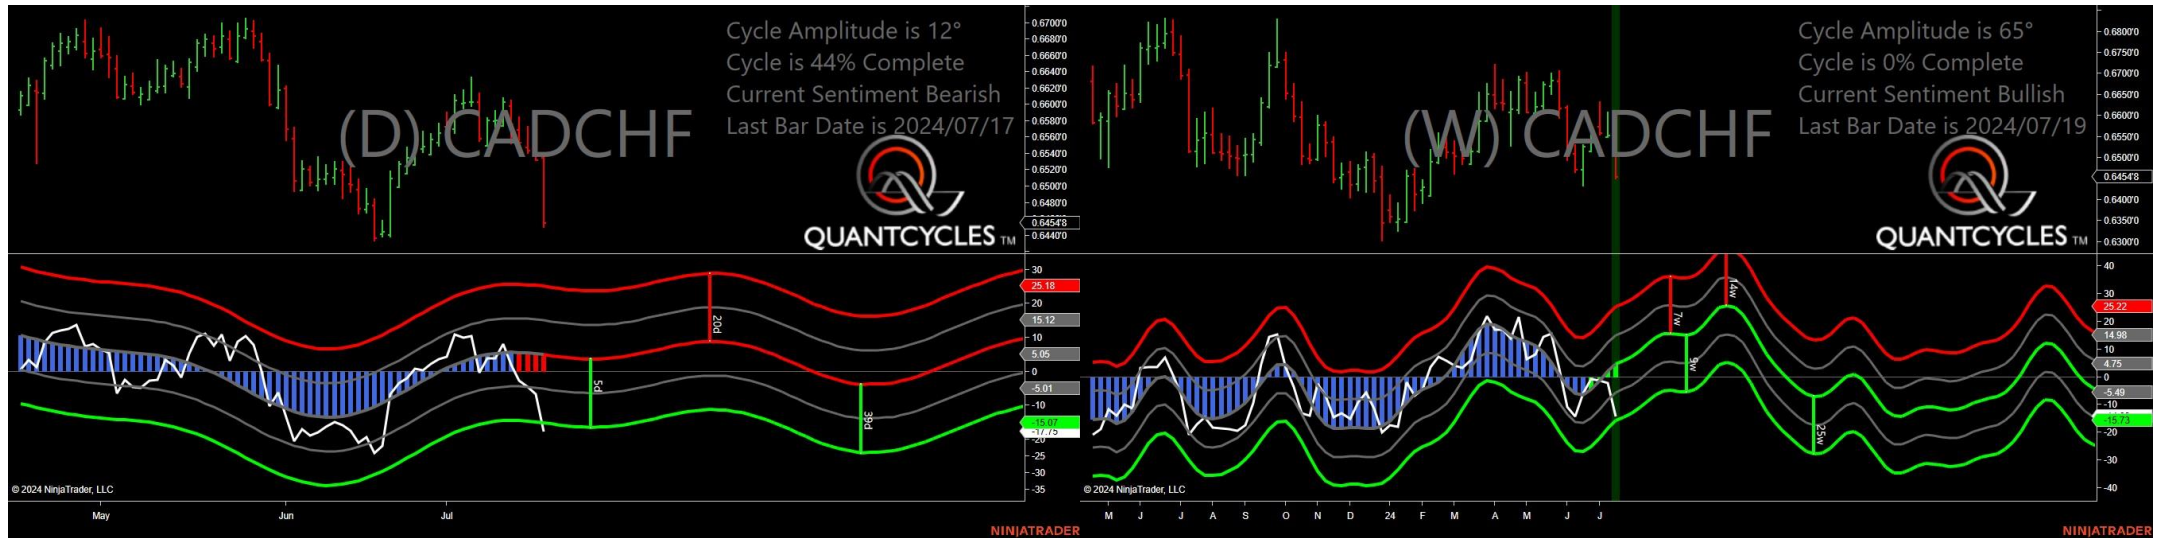 Cycle Amplitude is 12°
Cycle is 44% Complete
Current Sentiment Bearish
Last Bar Date is 2024/07/17
(D) CADCHF
QUANTCYCLES TM
0.6700'0
0.6680'0
0.6660'0
0.6640'0
0.6620'0
0.6600'0
0.6580'0
0.6560'0
0.6540'0
0.6520'0
0.6500'0
0.6480'0
0.6454'8
0.6440'0
30
25.18
20
15.12
10
5.05
0
-5.01
-10
-15.07
-17.75
-20
-25
-30
-35
20d
5d
39d
© 2024 NinjaTrader, LLC
May
Jun
Jul
NINJATRADER
Cycle Amplitude is 65°
Cycle is 0% Complete
Current Sentiment Bullish
Last Bar Date is 2024/07/19
(W) CADCHF
QUANTCYCLES TM
0.6800'0
0.6750'0
0.6700'0
0.6650'0
0.6600'0
0.6550'0
0.6500'0
0.6454'8
0.6400'0
0.6350'0
0.6300'0
40
30
25.22
20
14.98
10
4.75
0
-5.49
-10
-15.73
-20
-30
-40
7w
14w
9w
25w
© 2024 NinjaTrader, LLC
M J J A S O N D 24 F M A M J J
NINJATRADER